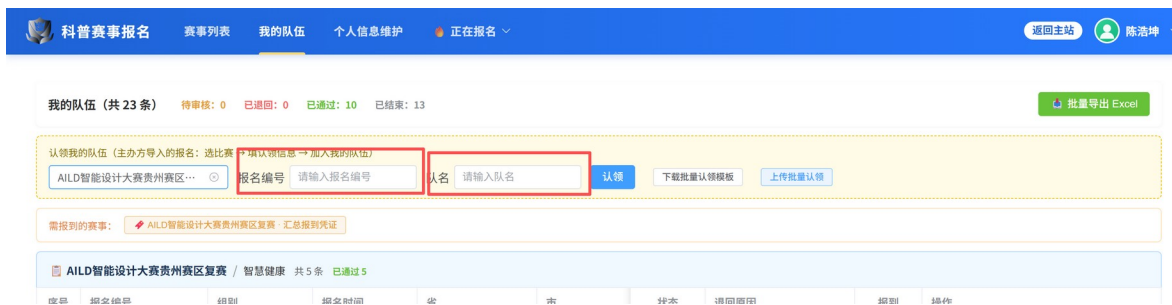 科普赛事报名 赛事列表 我的队伍 个人信息维护 正在报名 返回主站 陈浩坤
我的队伍（共 23 条） 待审核：0 已退回：0 已通过：10 已结束：13 批量导出 Excel
认领我的队伍（主办方导入的报名：选比赛 → 填认领信息 → 加入我的队伍）
AILD智能设计大赛贵州赛区… 报名编号 请输入报名编号 队名 请输入队名 认领 下载批量认领模板 上传批量认领
需报到的赛事： AILD智能设计大赛贵州赛区复赛 · 汇总报到凭证
AILD智能设计大赛贵州赛区复赛 / 智慧健康 共 5 条 已通过 5
序号 报名编号 组别 报名时间 省 市 状态 退回原因 报到 操作